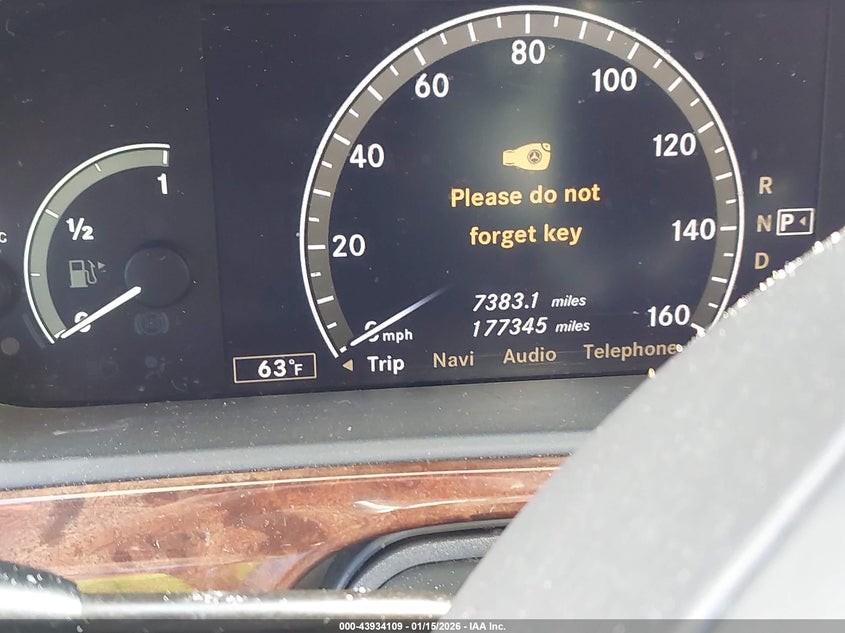 80
60
100
40
120
1
Please do not
R
1/2
forget key
140
N P
20
D
0
7383.1 miles
160
0 mph
177345 miles
63°F
Trip Navi Audio Telephone
000-43934109 - 01/15/2026 - IAA Inc.